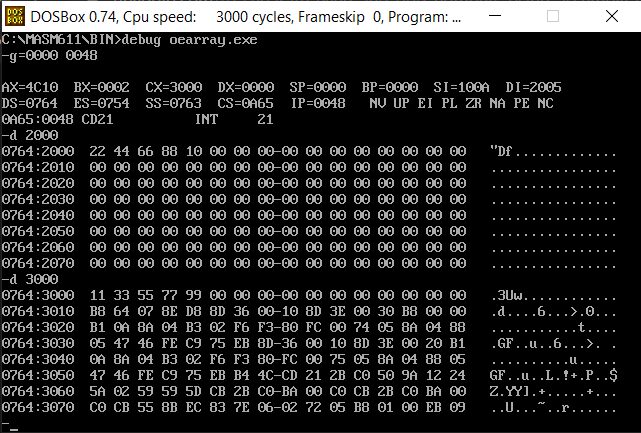 DOSBox 0.74, Cpu speed: 3000 cycles, Frameskip 0, Program: ...
C:\MASM611\BIN>debug oearray.exe
-g=0000 0048
AX=4C10 BX=0002 CX=3000 DX=0000 SP=0000 BP=0000 SI=100A DI=2005
DS=0764 ES=0754 SS=0763 CS=0A65 IP=0048 NV UP EI PL ZR NA PE NC
0A65:0048 CD21 INT 21
-d 2000
0764:2000 22 44 66 88 10 00 00 00-00 00 00 00 00 00 00 00 "Df.............
0764:2010 00 00 00 00 00 00 00 00-00 00 00 00 00 00 00 00 ................
0764:2020 00 00 00 00 00 00 00 00-00 00 00 00 00 00 00 00 ................
0764:2030 00 00 00 00 00 00 00 00-00 00 00 00 00 00 00 00 ................
0764:2040 00 00 00 00 00 00 00 00-00 00 00 00 00 00 00 00 ................
0764:2050 00 00 00 00 00 00 00 00-00 00 00 00 00 00 00 00 ................
0764:2060 00 00 00 00 00 00 00 00-00 00 00 00 00 00 00 00 ................
0764:2070 00 00 00 00 00 00 00 00-00 00 00 00 00 00 00 00 ................
-d 3000
0764:3000 11 33 55 77 99 00 00 00-00 00 00 00 00 00 00 00 .3Uw............
0764:3010 B8 64 07 8E D8 8D 36 00-10 8D 3E 00 30 B8 00 00 .d....6...>.0...
0764:3020 B1 0A 8A 04 B3 02 F6 F3-80 FC 00 74 05 8A 04 88 ...........t....
0764:3030 05 47 46 FE C9 75 EB 8D-36 00 10 8D 3E 00 20 B1 .GF..u..6...>. .
0764:3040 0A 8A 04 B3 02 F6 F3 80-FC 00 75 05 8A 04 88 05 ..........u.....
0764:3050 47 46 FE C9 75 EB B4 4C-CD 21 2B C0 50 9A 12 24 GF..u..L.!+.P..$
0764:3060 5A 02 59 59 5D CB 2B C0-BA 00 C0 CB 2B C0 BA 00 Z.YY].+.....+...
0764:3070 C0 CB 55 8B EC 83 7E 06-02 72 05 B8 01 00 EB 09 ..U...~..r......
-_